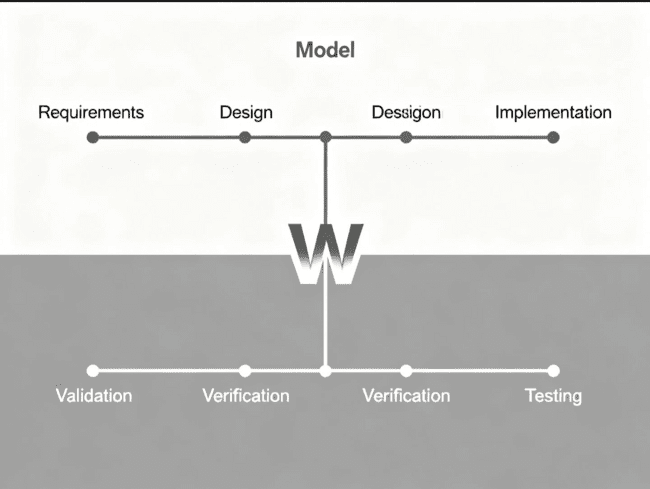 Model
Requirements Design Dessigon Implementation
W
Validation Verification Verification Testing